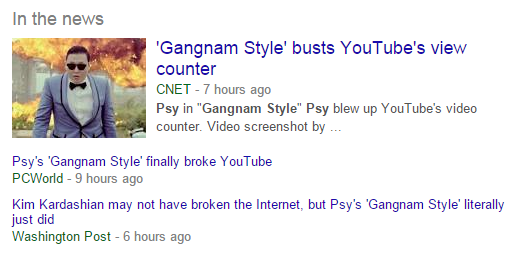 In the news
'Gangnam Style' busts YouTube's view
counter
CNET - 7 hours ago
Psy in "Gangnam Style" Psy blew up YouTube's video
counter. Video screenshot by ...
Psy's 'Gangnam Style' finally broke YouTube
PCWorld - 9 hours ago
Kim Kardashian may not have broken the Internet, but Psy's 'Gangnam Style' literally
just did
Washington Post - 6 hours ago